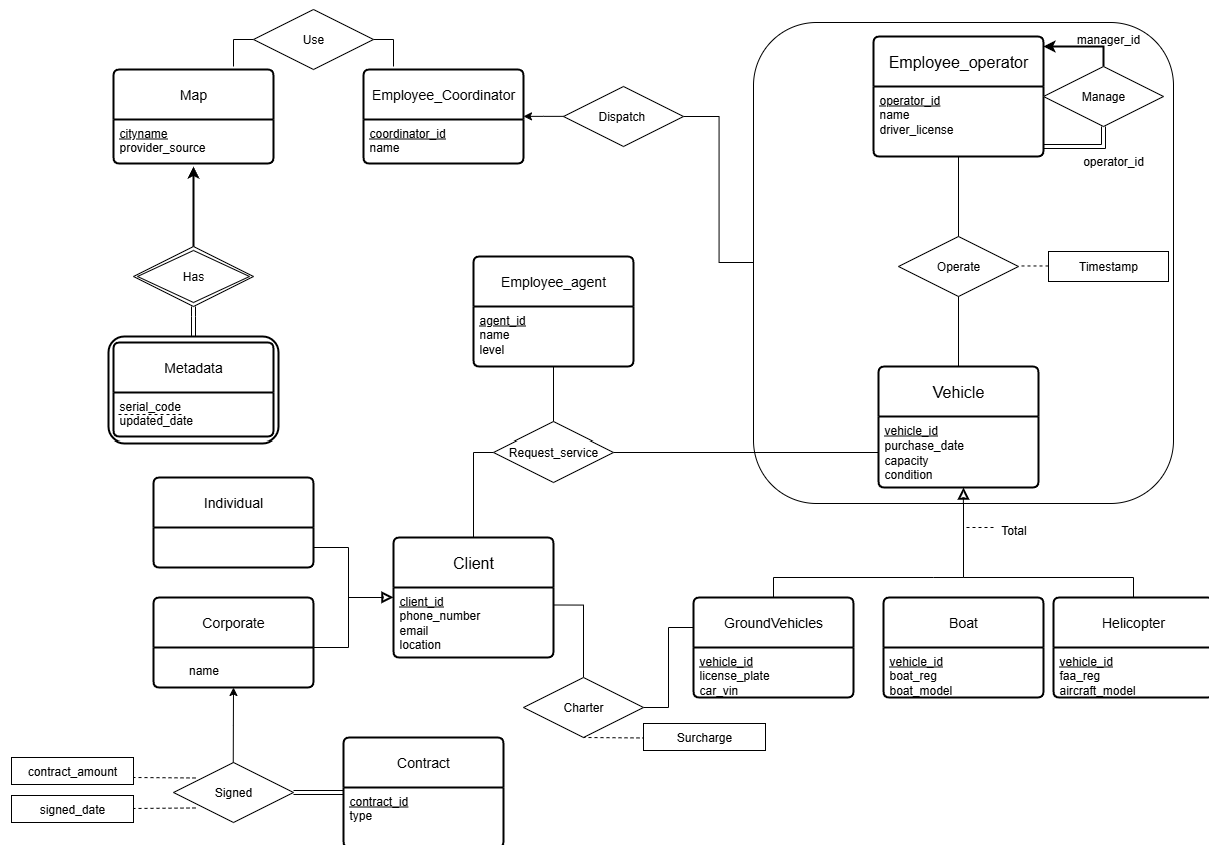 Use
manager_id
Employee_operator
Map
Employee_Coordinator
Manage
operator_id
name
driver_license
Dispatch
cityname
provider_source
coordinator_id
name
operator_id
Has
Operate
Timestamp
Employee_agent
agent_id
name
level
Metadata
serial_code
updated_date
Vehicle
vehicle_id
purchase_date
capacity
condition
Request_service
Individual
Total
Client
client_id
phone_number
email
location
Corporate
name
GroundVehicles
vehicle_id
license_plate
car_vin
Boat
vehicle_id
boat_reg
boat_model
Helicopter
vehicle_id
faa_reg
aircraft_model
Charter
Surcharge
contract_amount
signed_date
Signed
Contract
contract_id
type